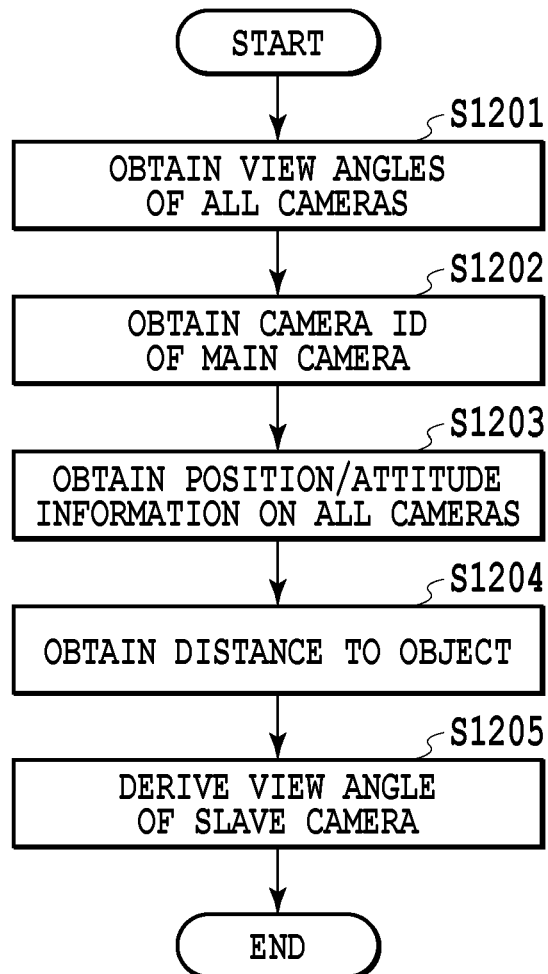 START
S1201
OBTAIN VIEW ANGLES
OF ALL CAMERAS
S1202
OBTAIN CAMERA ID
OF MAIN CAMERA
S1203
OBTAIN POSITION/ATTITUDE
INFORMATION ON ALL CAMERAS
S1204
OBTAIN DISTANCE TO OBJECT
S1205
DERIVE VIEW ANGLE
OF SLAVE CAMERA
END